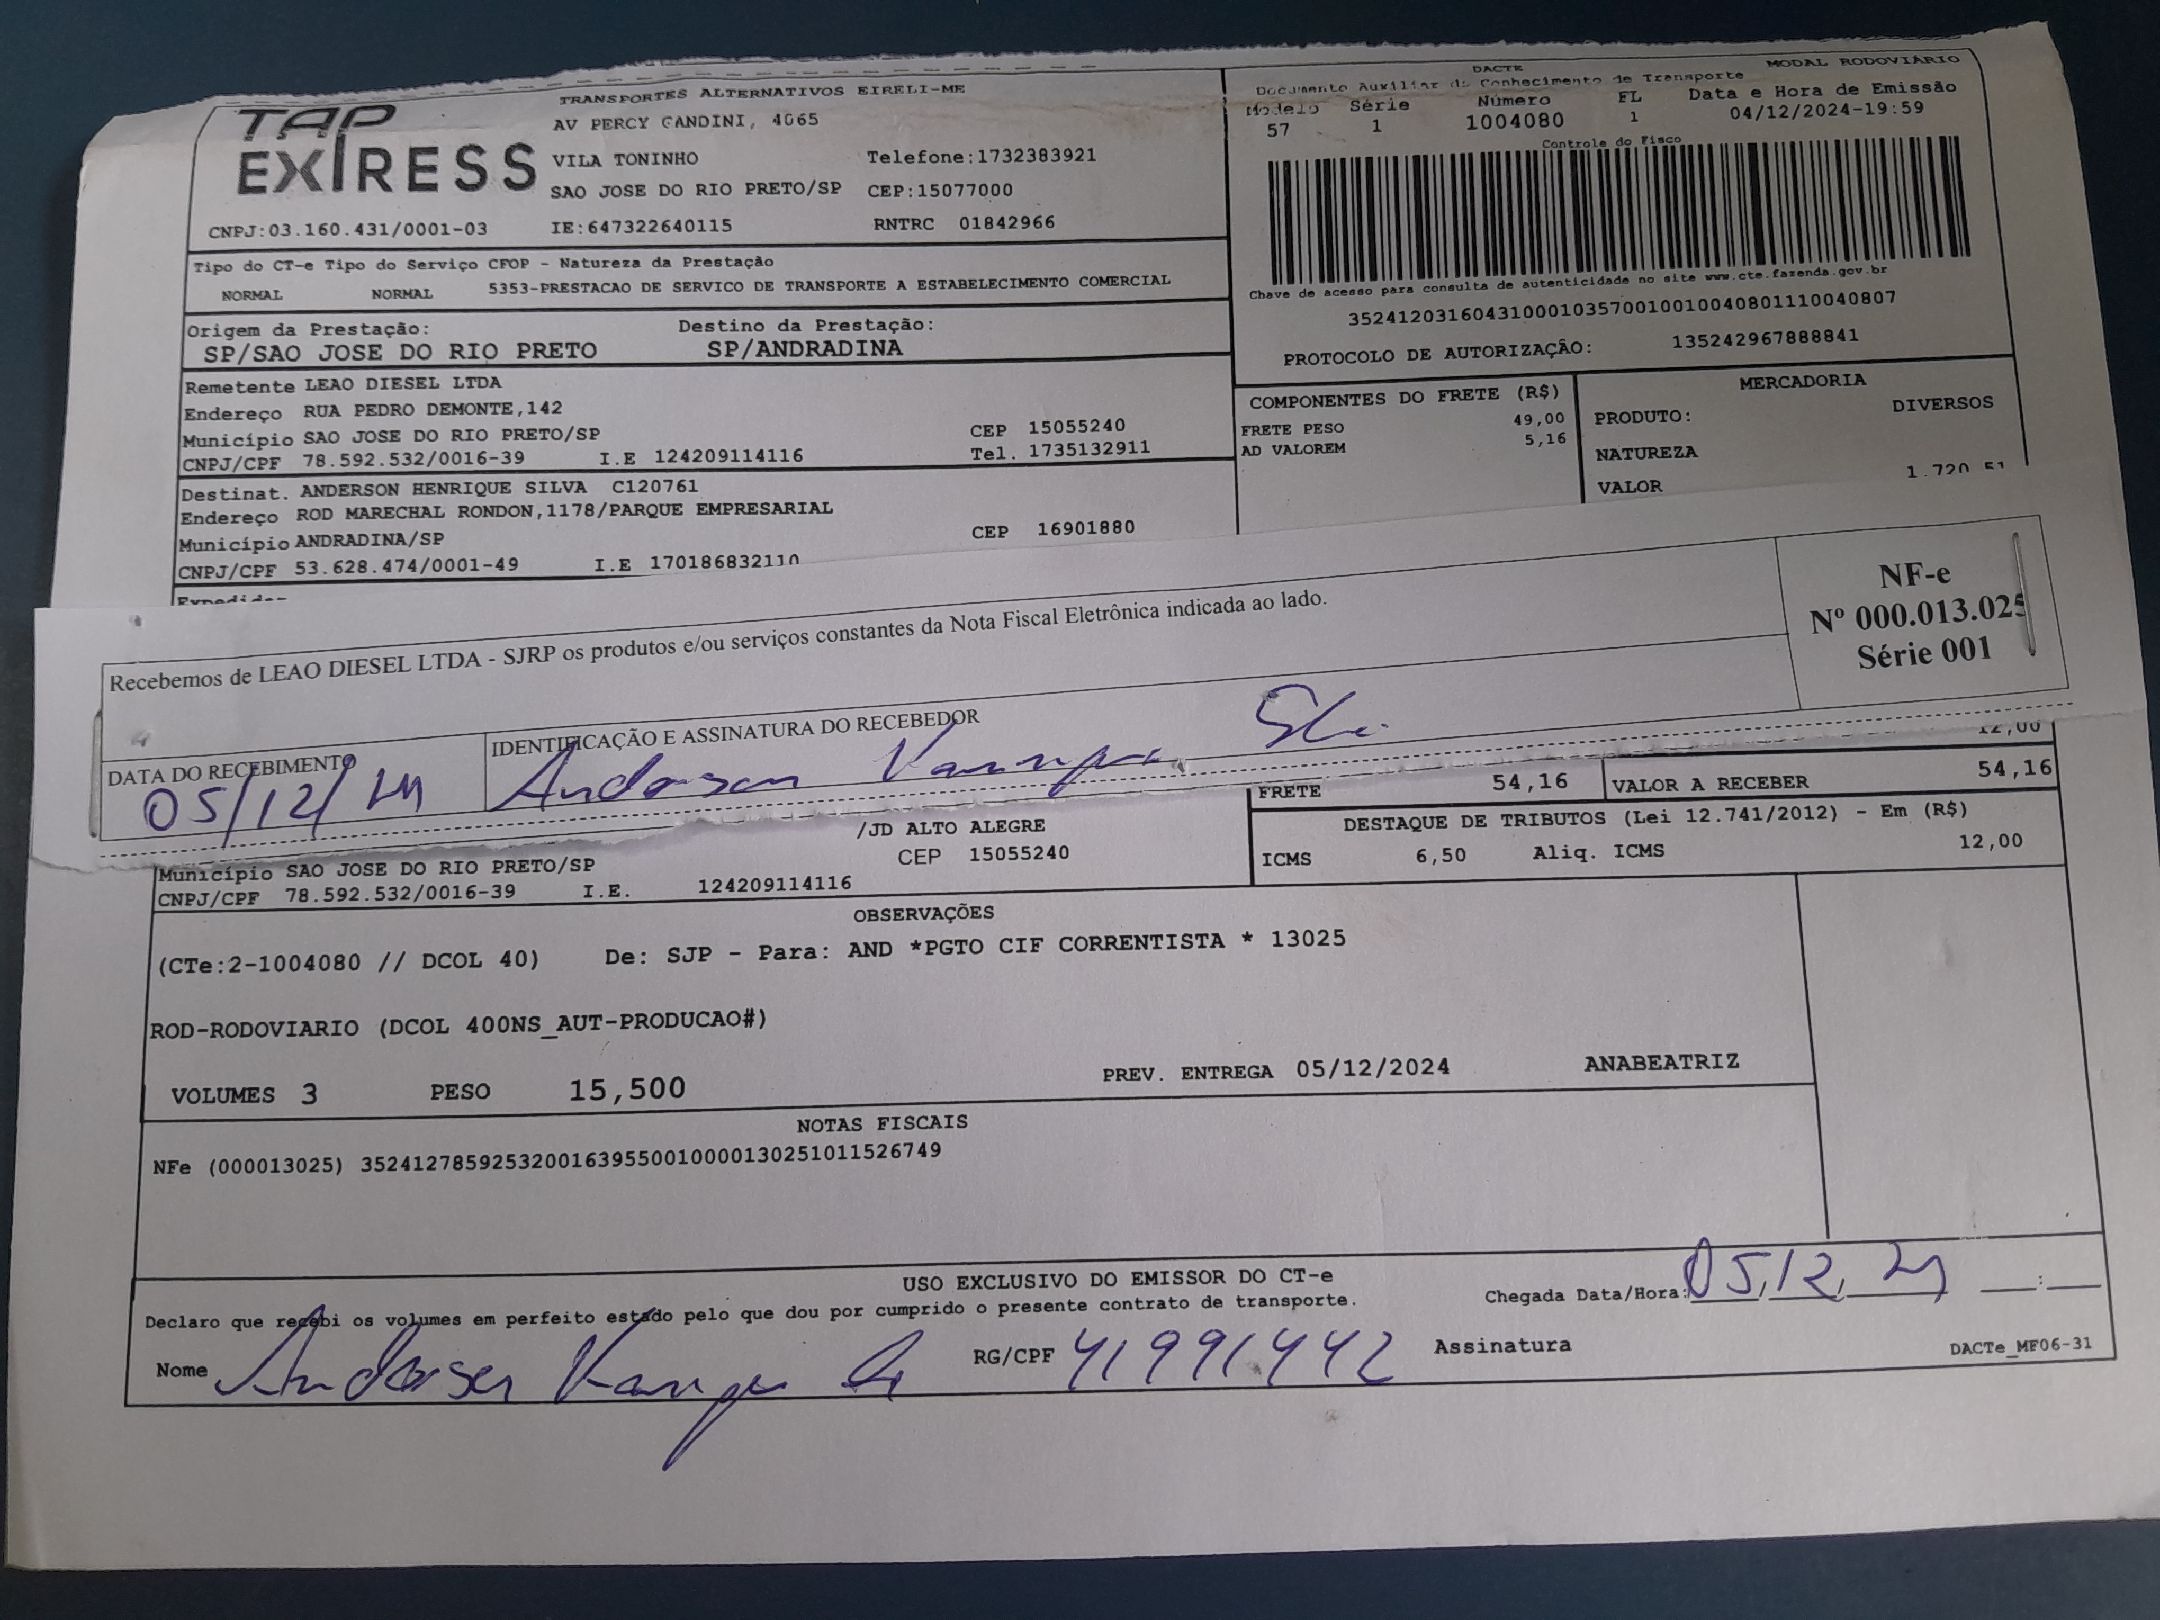 TAP EXPRESS
TRANSPORTES ALTERNATIVOS EIRELI-ME
AV PERCY GANDINI, 4065
VILA TONINHO Telefone:1732383921
SAO JOSE DO RIO PRETO/SP CEP:15077000
CNPJ:03.160.431/0001-03 IE:647322640115 RNTRC 01842966
DACTE MODAL RODOVIÁRIO
Documento Auxiliar do Conhecimento de Transporte
Modelo Série Número FL Data e Hora de Emissão
57 1 1004080 1 04/12/2024-19:59
Controle do Fisco
Chave de acesso para consulta de autenticidade no site www.cte.fazenda.gov.br
35241203160431000103570010010040801110040807
PROTOCOLO DE AUTORIZAÇÃO: 135242967888841
Tipo do CT-e Tipo do Serviço CFOP - Natureza da Prestação
NORMAL NORMAL 5353-PRESTACAO DE SERVICO DE TRANSPORTE A ESTABELECIMENTO COMERCIAL
Origem da Prestação: Destino da Prestação:
SP/SAO JOSE DO RIO PRETO SP/ANDRADINA
Remetente LEAO DIESEL LTDA
Endereço RUA PEDRO DEMONTE,142
Município SAO JOSE DO RIO PRETO/SP CEP 15055240
CNPJ/CPF 78.592.532/0016-39 I.E 124209114116 Tel. 1735132911
COMPONENTES DO FRETE (R$)
FRETE PESO 49,00
AD VALOREM 5,16
MERCADORIA
PRODUTO: DIVERSOS
NATUREZA
VALOR 1.720,51
Destinat. ANDERSON HENRIQUE SILVA C120761
Endereço ROD MARECHAL RONDON,1178/PARQUE EMPRESARIAL
Município ANDRADINA/SP CEP 16901880
CNPJ/CPF 53.628.474/0001-49 I.E 170186832110
Recebemos de LEAO DIESEL LTDA - SJRP os produtos e/ou serviços constantes da Nota Fiscal Eletrônica indicada ao lado.
NF-e
Nº 000.013.025
Série 001
DATA DO RECEBIMENTO IDENTIFICAÇÃO E ASSINATURA DO RECEBEDOR
05/12/24 Anderson
12,00
FRETE 54,16 VALOR A RECEBER 54,16
DESTAQUE DE TRIBUTOS (Lei 12.741/2012) - Em (R$)
ICMS 6,50 Aliq. ICMS 12,00
/JD ALTO ALEGRE
Município SAO JOSE DO RIO PRETO/SP CEP 15055240
CNPJ/CPF 78.592.532/0016-39 I.E. 124209114116
OBSERVAÇÕES
(CTe:2-1004080 // DCOL 40) De: SJP - Para: AND *PGTO CIF CORRENTISTA * 13025
ROD-RODOVIARIO (DCOL 400NS_AUT-PRODUCAO#)
VOLUMES 3 PESO 15,500 PREV. ENTREGA 05/12/2024 ANABEATRIZ
NOTAS FISCAIS
NFe (000013025) 35241278592532001639550010000130251011526749
USO EXCLUSIVO DO EMISSOR DO CT-e
Declaro que recebi os volumes em perfeito estado pelo que dou por cumprido o presente contrato de transporte. Chegada Data/Hora: 05/12/24 __:__
Nome Anderson RG/CPF 41991442 Assinatura DACTe_MF06-31